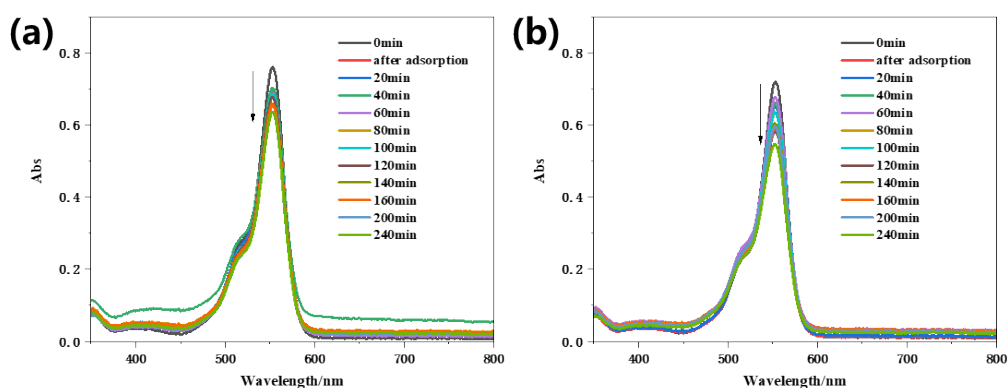 (a)
0.8
0.6
0.4
0.2
0.0
Abs
400 500 600 700 800
Wavelength/nm
0min
after adsorption
20min
40min
60min
80min
100min
120min
140min
160min
200min
240min
(b)
0.8
0.6
0.4
0.2
0.0
Abs
400 500 600 700 800
Wavelength/nm
0min
after adsorption
20min
40min
60min
80min
100min
120min
140min
160min
200min
240min